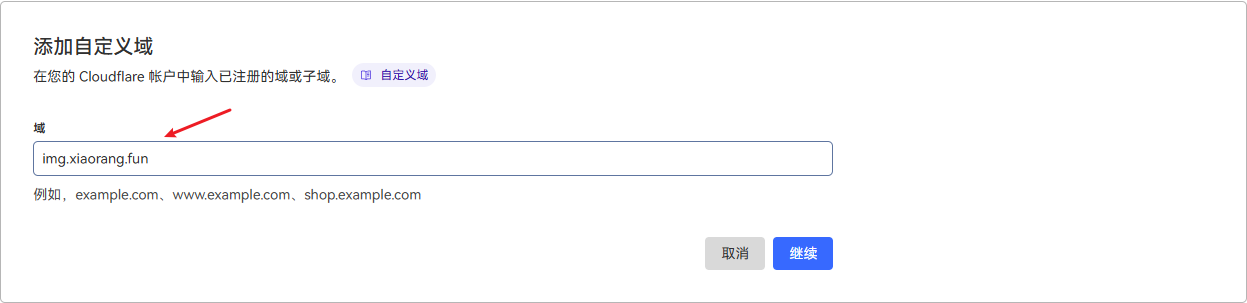 添加自定义域
在您的 Cloudflare 帐户中输入已注册的域或子域。 自定义域
域
img.xiaorang.fun
例如，example.com、www.example.com、shop.example.com
取消 继续